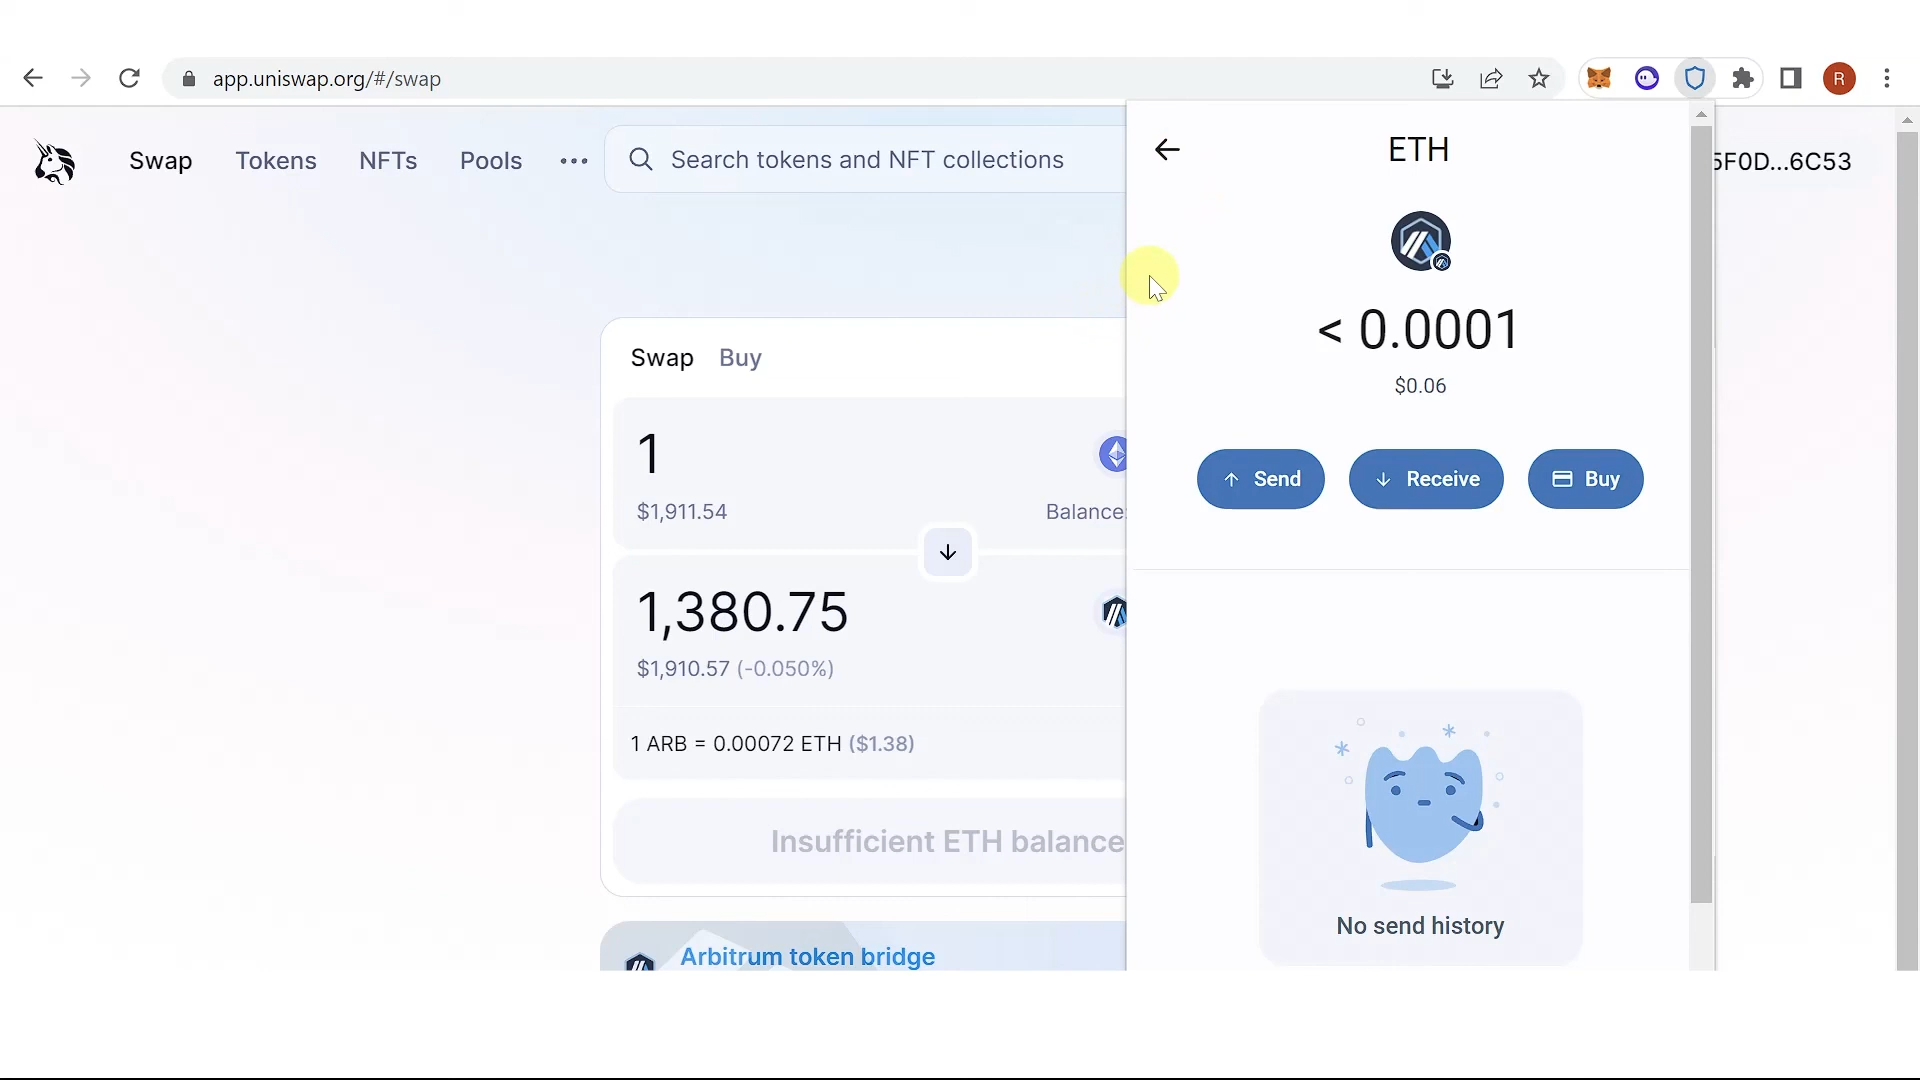 app.uniswap.org/#/swap
R
Swap
Tokens
NFTs
Pools
Search tokens and NFT collections
5F0D...6C53
ETH
< 0.0001
$0.06
Send
Receive
Buy
No send history
Swap
Buy
1
$1,911.54
Balance:
1,380.75
$1,910.57 (-0.050%)
1 ARB = 0.00072 ETH ($1.38)
Insufficient ETH balance
Arbitrum token bridge